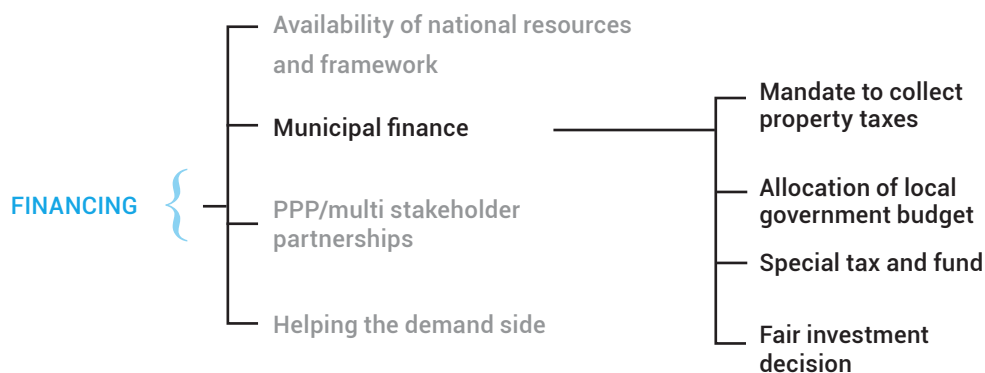 FINANCING
Availability of national resources
and framework
Municipal finance
PPP/multi stakeholder
partnerships
Helping the demand side
Mandate to collect
property taxes
Allocation of local
government budget
Special tax and fund
Fair investment
decision